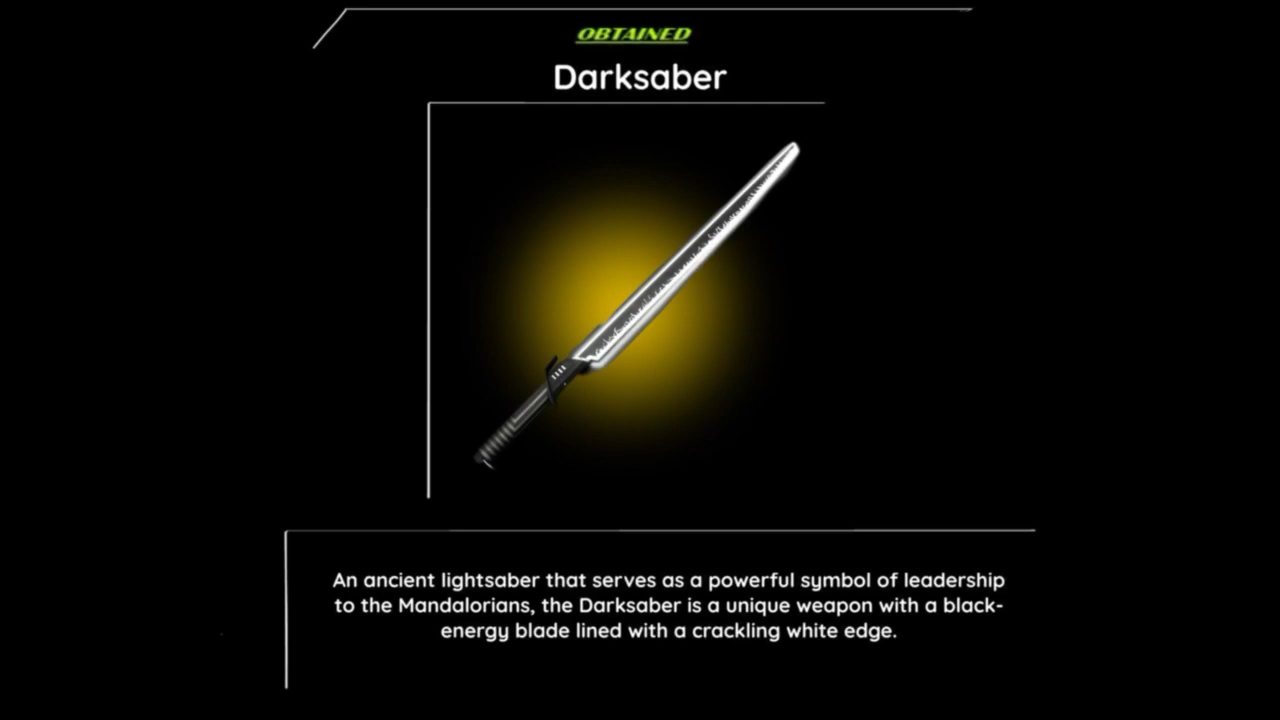 OBTAINED
Darksaber
An ancient lightsaber that serves as a powerful symbol of leadership
to the Mandalorians, the Darksaber is a unique weapon with a black-
energy blade lined with a crackling white edge.